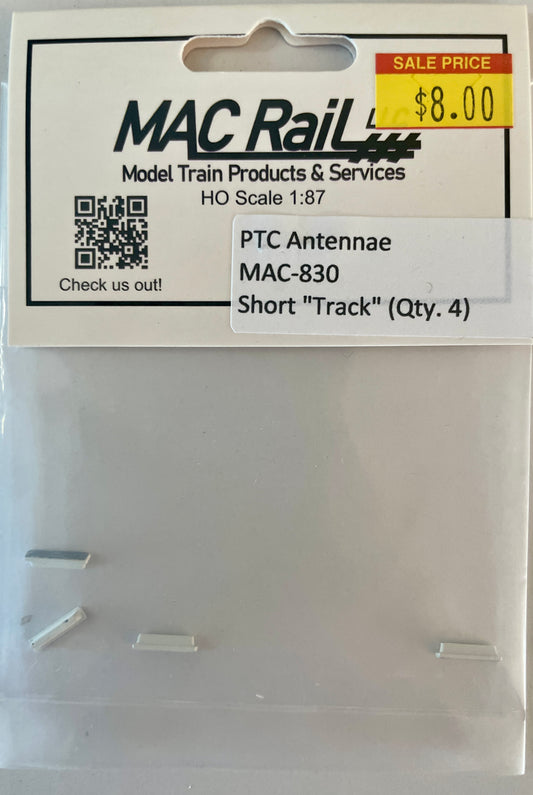 SALE PRICE
$8.00
MAC RaiL
Model Train Products & Services
HO Scale 1:87
Check us out!
PTC Antennae
MAC-830
Short "Track" (Qty. 4)